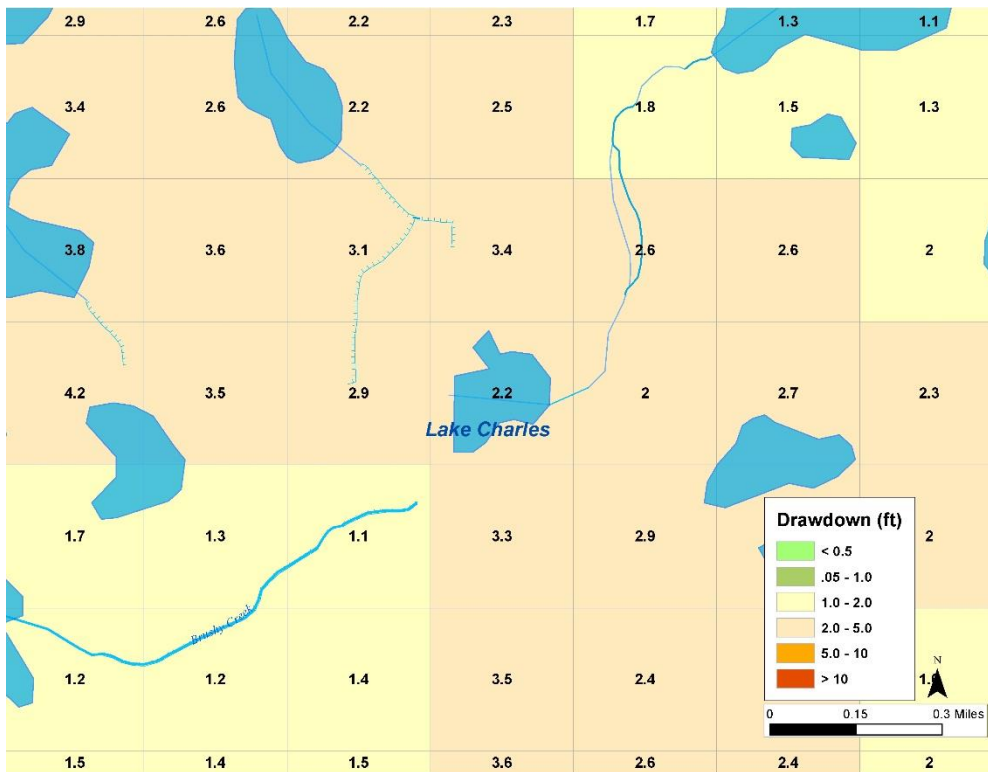 2.9 2.6 2.2 2.3 1.7 1.3 1.1
3.4 2.6 2.2 2.5 1.8 1.5 1.3
3.8 3.6 3.1 3.4 2.6 2.6 2
4.2 3.5 2.9 2.2 2 2.7 2.3
Lake Charles
1.7 1.3 1.1 3.3 2.9 2
Brushy Creek
1.2 1.2 1.4 3.5 2.4
1.5 1.4 1.5 3.6 2.6 2.4 2
Drawdown (ft)
< 0.5
.05 - 1.0
1.0 - 2.0
2.0 - 5.0
5.0 - 10
> 10
N
0 0.15 0.3 Miles